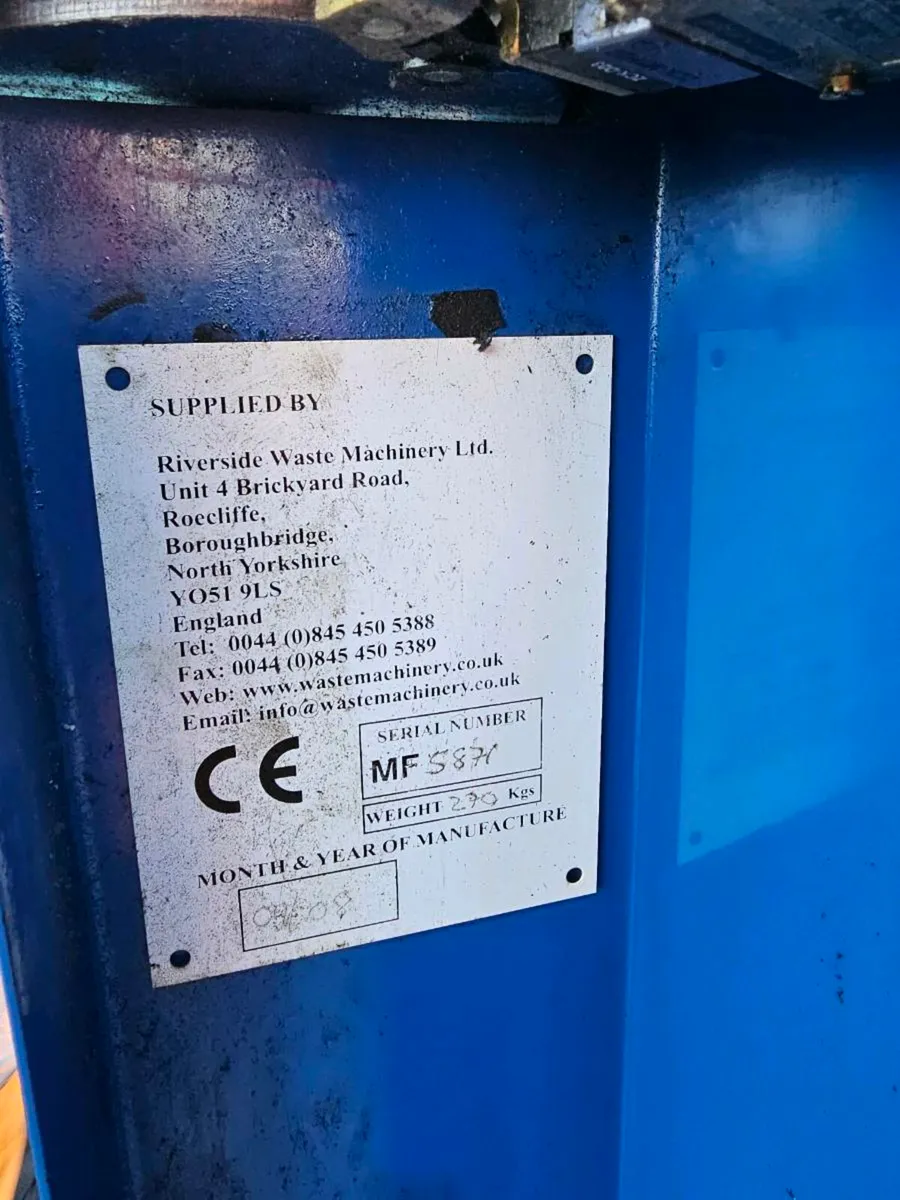 SUPPLIED BY
Riverside Waste Machinery Ltd.
Unit 4 Brickyard Road,
Roecliffe,
Boroughbridge,
North Yorkshire
YO51 9LS
England
Tel: 0044 (0)845 450 5388
Fax: 0044 (0)845 450 5389
Web: www.wastemachinery.co.uk
Email: info@wastemachinery.co.uk
CE
SERIAL NUMBER
MF
WEIGHT 270 Kgs
MONTH & YEAR OF MANUFACTURE